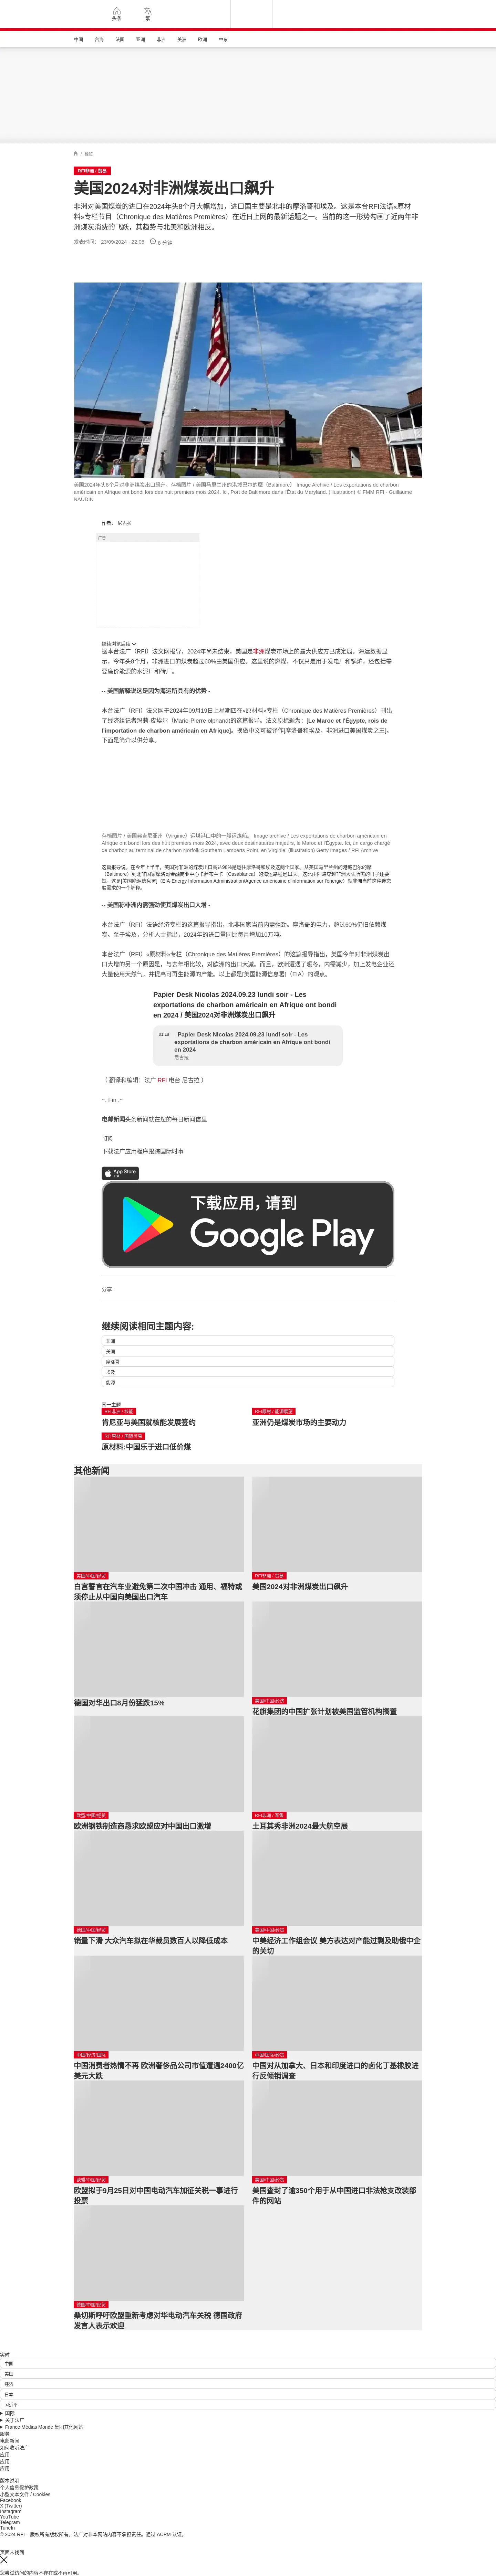 头条
繁
中国 台海 法国 亚洲 非洲 美洲 欧洲 中东
/ 经贸
RFI非洲 / 贸易
美国2024对非洲煤炭出口飙升
非洲对美国煤炭的进口在2024年头8个月大幅增加，进口国主要是北非的摩洛哥和埃及。这是本台RFI法语«原材
料»专栏节目（Chronique des Matières Premières）在近日上网的最新话题之一。当前的这一形势勾画了近两年非
洲煤炭消费的飞跃，其趋势与北美和欧洲相反。
发表时间： 23/09/2024 - 22:05 8 分钟
美国2024年头8个月对非洲煤炭出口飙升。存档图片 / 美国马里兰州的港城巴尔的摩（Baltimore） Image Archive / Les exportations de charbon
américain en Afrique ont bondi lors des huit premiers mois 2024. Ici, Port de Baltimore dans l'État du Maryland. (Illustration) © FMM RFI - Guillaume
NAUDIN
作者： 尼古拉
广告
继续浏览后续
据本台法广（RFI）法文网报导，2024年尚未结束，美国是非洲煤炭市场上的最大供应方已成定局。海运数据显
示，今年头8个月，非洲进口的煤炭超过60%由美国供应。这里说的燃煤，不仅只是用于发电厂和锅炉，还包括需
要廉价能源的水泥厂和砖厂。
-- 美国解释说这是因为海运所具有的优势 -
本台法广（RFI）法文网于2024年09月19日上星期四在«原材料»专栏（Chronique des Matières Premières）刊出
了经济组记者玛莉-皮埃尔（Marie-Pierre olphand)的这篇报导。法文原标题为：[Le Maroc et l'Égypte, rois de
l'importation de charbon américain en Afrique]。换做中文可被译作[摩洛哥和埃及，非洲进口美国煤炭之王]。
下面是简介以供分享。
存档图片 / 美国弗吉尼亚州（Virginie）运煤港口中的一艘运煤船。 Image archive / Les exportations de charbon américain en
Afrique ont bondi lors des huit premiers mois 2024, avec deux destinataires majeurs, le Maroc et l'Égypte. Ici, un cargo chargé
de charbon au terminal de charbon Norfolk Southern Lamberts Point, en Virginie. (Illustration) Getty Images / RFI Archive
这篇报导说，在今年上半年，美国对非洲的煤炭出口高达98%是运往摩洛哥和埃及这两个国家。从美国马里兰州的港城巴尔的摩
（Baltimore）到北非国家摩洛哥金融商业中心卡萨布兰卡（Casablanca）的海运路程是11天。这比由陆路穿越非洲大陆所需的日子还要
短。这是[美国能源信息署]（EIA-Energy Information Administration/Agence américaine d'information sur l'énergie）就非洲当前这种迷恋
般需求的一个解释。
-- 美国称非洲内需强劲使其煤炭出口大增 -
本台法广（RFI）法语经济专栏的这篇报导指出，北非国家当前内需强劲。摩洛哥的电力，超过60%仍旧依赖煤
炭。至于埃及，分析人士指出，2024年的进口量同比每月增加10万吨。
本台法广（RFI）«原材料»专栏（Chronique des Matières Premières）的这篇报导指出，美国今年对非洲煤炭出
口大增的另一个原因是，与去年相比较，对欧洲的出口大减。而且，欧洲遭遇了暖冬，内需减少，加上发电企业还
大量使用天然气，并提高可再生能源的产能。以上都是[美国能源信息署]（EIA）的观点。
Papier Desk Nicolas 2024.09.23 lundi soir - Les
exportations de charbon américain en Afrique ont bondi
en 2024 / 美国2024对非洲煤炭出口飙升
01:18 _Papier Desk Nicolas 2024.09.23 lundi soir - Les
exportations de charbon américain en Afrique ont bondi
en 2024
尼古拉
（ 翻译和编辑：法广 RFI 电台 尼古拉 ）
~. .Fin ..~
电邮新闻头条新闻就在您的每日新闻信里
订阅
下载法广应用程序跟踪国际时事
App Store
下载
下载应用，请到
Google Play
分享 :
继续阅读相同主题内容:
非洲
美国
摩洛哥
埃及
能源
同一主题
RFI非洲 / 核能
肯尼亚与美国就核能发展签约
RFI原材 / 能源概管
亚洲仍是煤炭市场的主要动力
RFI原材 / 国际贸易
原材料:中国乐于进口低价煤
其他新闻
美国/中国/经贸
白宫誓言在汽车业避免第二次中国冲击 通用、福特或
须停止从中国向美国出口汽车
RFI非洲 / 贸易
美国2024对非洲煤炭出口飙升
德国对华出口8月份猛跌15%
美国/中国/经济
花旗集团的中国扩张计划被美国监管机构搁置
欧盟/中国/经贸
欧洲钢铁制造商恳求欧盟应对中国出口激增
RFI非洲 / 军售
土耳其秀非洲2024最大航空展
德国/中国/经贸
销量下滑 大众汽车拟在华裁员数百人以降低成本
美国/中国/经贸
中美经济工作组会议 美方表达对产能过剩及助俄中企
的关切
中国/经济/国际
中国消费者热情不再 欧洲奢侈品公司市值遭遇2400亿
美元大跌
中国/国际/经贸
中国对从加拿大、日本和印度进口的卤化丁基橡胶进
行反倾销调查
欧盟/中国/经贸
欧盟拟于9月25日对中国电动汽车加征关税一事进行
投票
美国/中国/经贸
美国查封了逾350个用于从中国进口非法枪支改装部
件的网站
德国/中国/经贸
桑切斯呼吁欧盟重新考虑对华电动汽车关税 德国政府
发言人表示欢迎
实时
中国
美国
经济
日本
习近平
国际
关于法广
France Médias Monde 集团其他网站
服务
电邮新闻
如何收听法广
应用
应用
应用
版本说明
个人信息保护政策
小型文本文件 / Cookies
Facebook
X (Twitter)
Instagram
YouTube
Telegram
TuneIn
© 2024 RFI – 版权所有版权所有。法广对非本网站内容不承担责任。通过 ACPM 认证。
页面未找到
您尝试访问的内容不存在或不再可用。